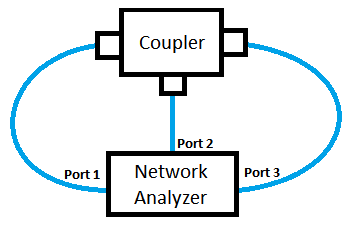 Coupler
Port 2
Port 1
Network
Analyzer
Port 3